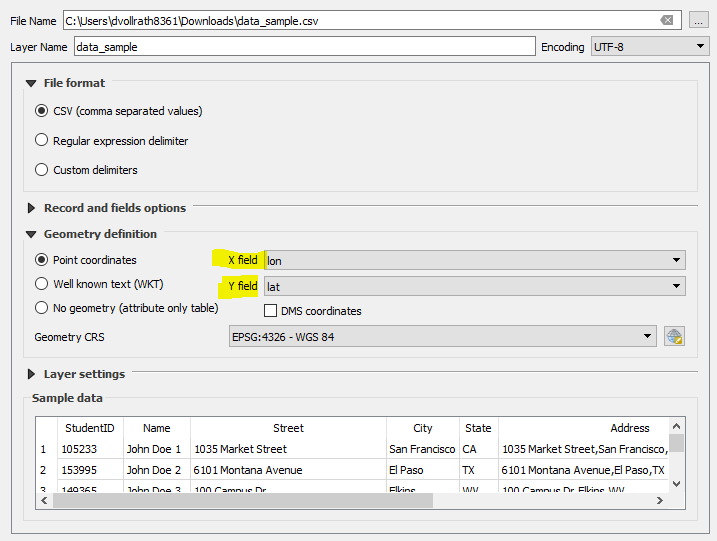 File Name C:\Users\dvollrath8361\Downloads\data_sample.csv ...
Layer Name data_sample Encoding UTF-8
File format
CSV (comma separated values)
Regular expression delimiter
Custom delimiters
Record and fields options
Geometry definition
Point coordinates X field lon
Well known text (WKT) Y field lat
No geometry (attribute only table) DMS coordinates
Geometry CRS EPSG:4326 - WGS 84
Layer settings
Sample data
StudentID Name Street City State Address
1 105233 John Doe 1 1035 Market Street San Francisco CA 1035 Market Street,San Francisco,
2 153995 John Doe 2 6101 Montana Avenue El Paso TX 6101 Montana Avenue,El Paso,TX
3 149365 John Doe 3 100 Campus Dr Elkins WV 100 Campus Dr,Elkins,WV